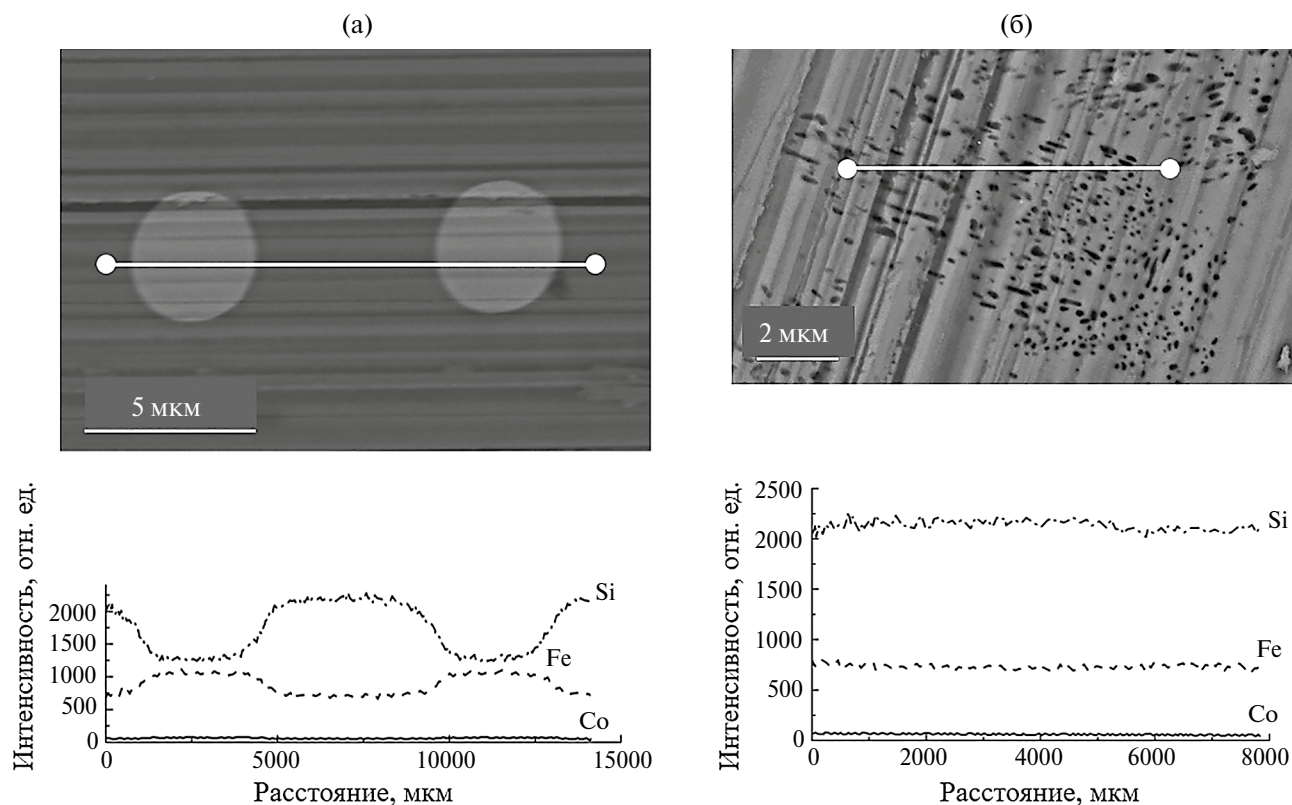 (а)
(б)
5 мкм
2 мкм
Интенсивность, отн. ед.
2000
1500
1000
500
0
Si
Fe
Co
0
5000
10000
15000
Расстояние, мкм
Интенсивность, отн. ед.
2500
2000
1500
1000
500
0
Si
Fe
Co
0
2000
4000
6000
8000
Расстояние, мкм